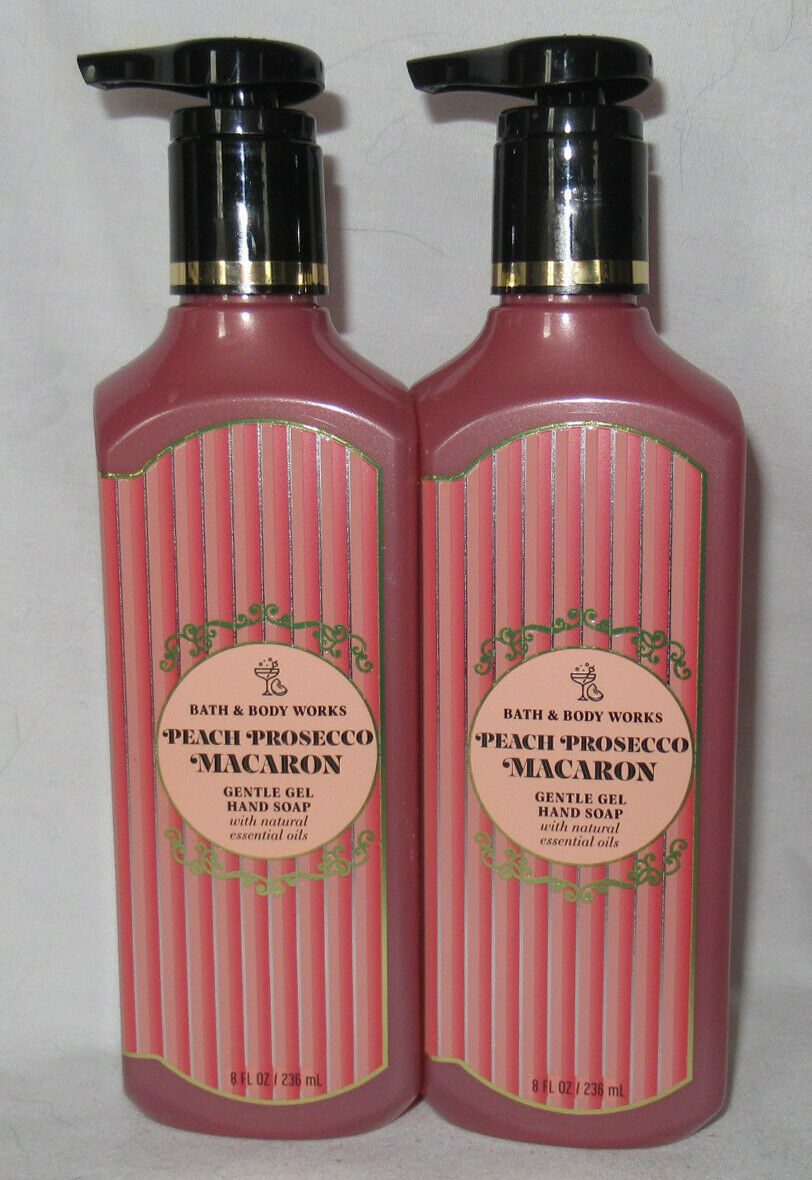 BATH & BODY WORKS
PEACH PROSECCO
MACARON
GENTLE GEL
HAND SOAP
with natural
essential oils
8 FL OZ / 236 mL
BATH & BODY WORKS
PEACH PROSECCO
MACARON
GENTLE GEL
HAND SOAP
with natural
essential oils
8 FL OZ / 236 mL